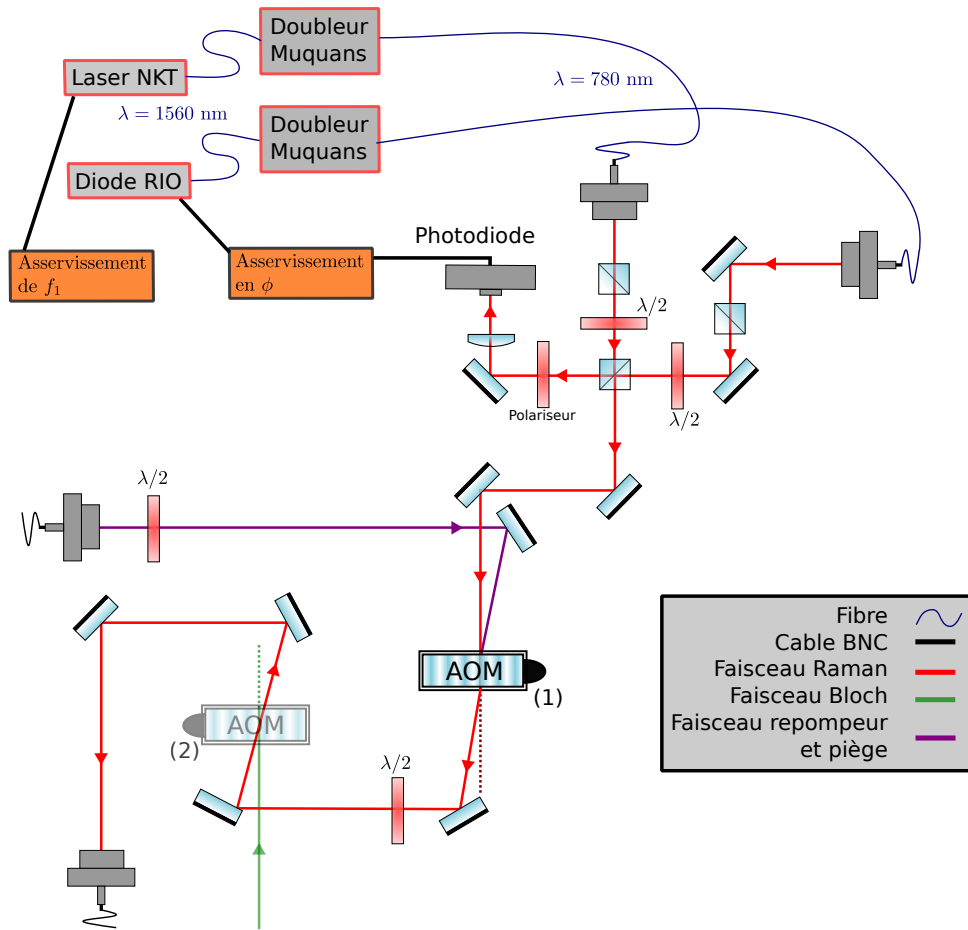 Doubleur
Muquans
Laser NKT
λ = 1560 nm
λ = 780 nm
Doubleur
Muquans
Diode RIO
Photodiode
Asservissement
de f₁
Asservissement
en ϕ
λ/2
Polariseur
λ/2
λ/2
AOM
(1)
AOM
(2)
λ/2
Fibre
Cable BNC
Faisceau Raman
Faisceau Bloch
Faisceau repompeur
et piège